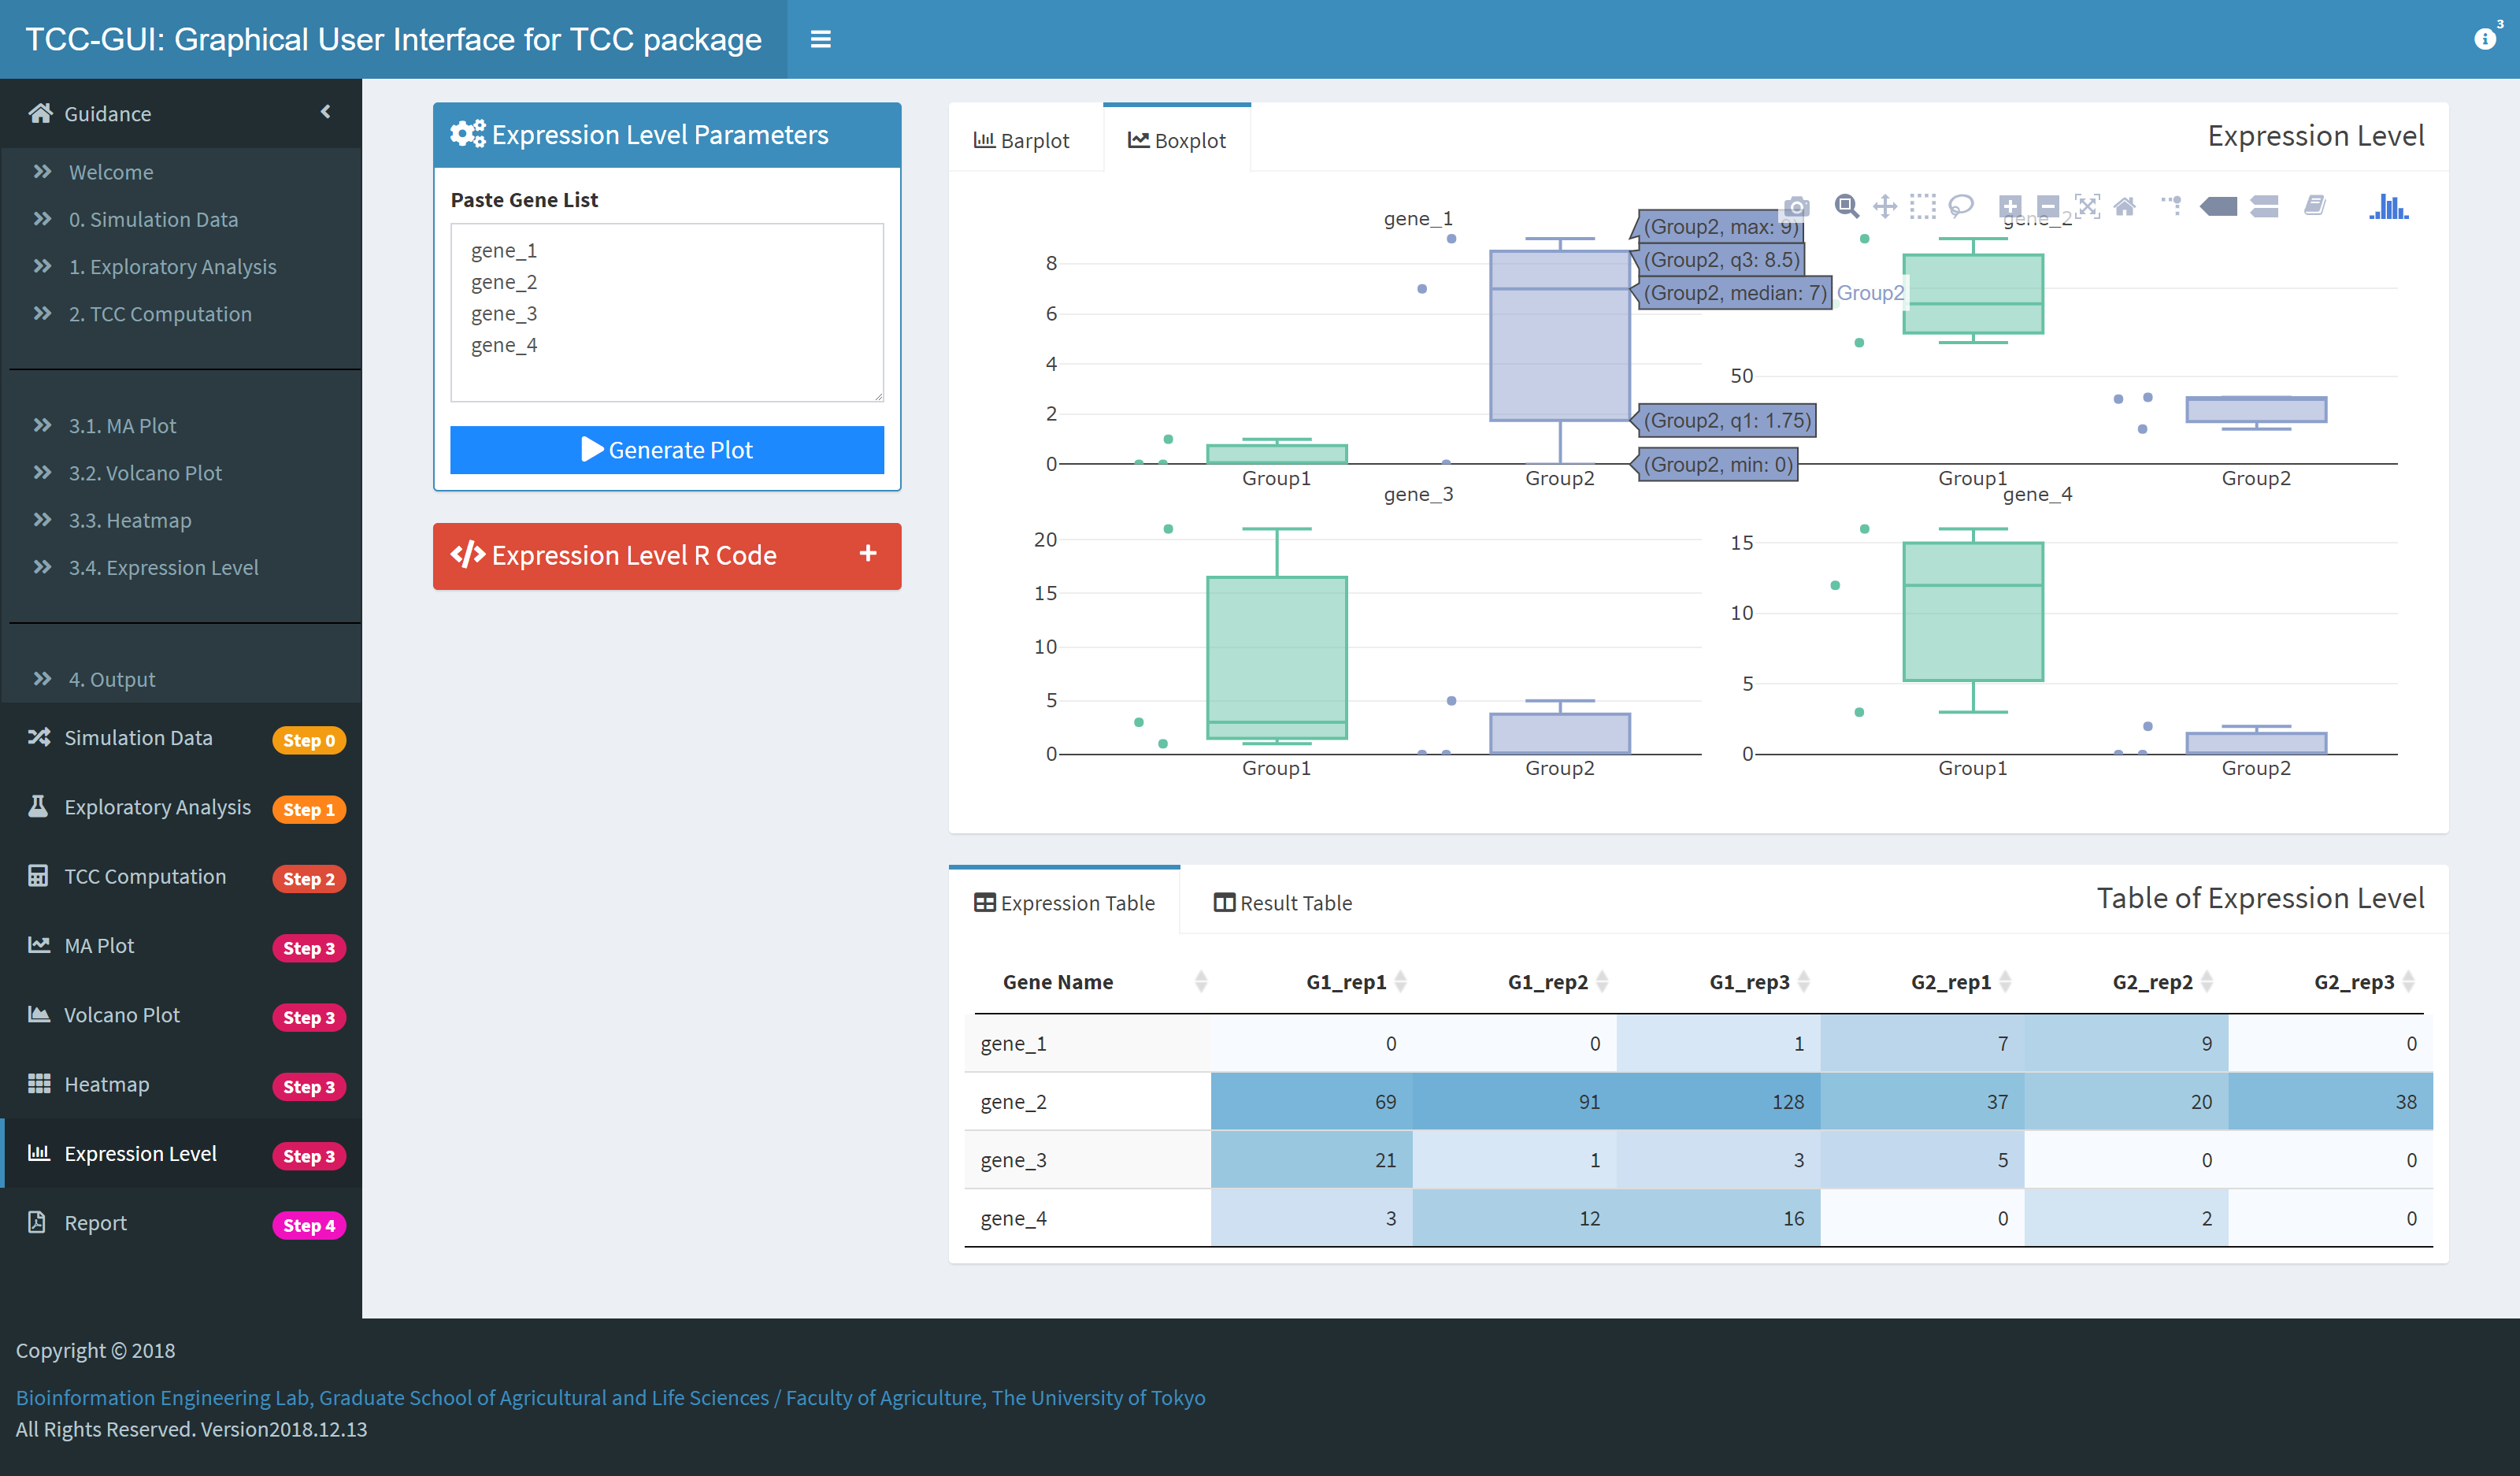 TCC-GUI: Graphical User Interface for TCC package
3
Guidance
Welcome
0. Simulation Data
1. Exploratory Analysis
2. TCC Computation
3.1. MA Plot
3.2. Volcano Plot
3.3. Heatmap
3.4. Expression Level
4. Output
Simulation Data Step 0
Exploratory Analysis Step 1
TCC Computation Step 2
MA Plot Step 3
Volcano Plot Step 3
Heatmap Step 3
Expression Level Step 3
Report Step 4
Expression Level Parameters
Paste Gene List
gene_1
gene_2
gene_3
gene_4
Generate Plot
Expression Level R Code
Barplot Boxplot Expression Level
gene_1
8
6
4
2
0
Group1 Group2
(Group2, max: 9)
(Group2, q3: 8.5)
(Group2, median: 7) Group2
(Group2, q1: 1.75)
(Group2, min: 0)
gene_2
50
Group1 Group2
gene_3
20
15
10
5
0
Group1 Group2
gene_4
15
10
5
0
Group1 Group2
Expression Table Result Table Table of Expression Level
Gene Name G1_rep1 G1_rep2 G1_rep3 G2_rep1 G2_rep2 G2_rep3
gene_1 0 0 1 7 9 0
gene_2 69 91 128 37 20 38
gene_3 21 1 3 5 0 0
gene_4 3 12 16 0 2 0
Copyright © 2018
Bioinformation Engineering Lab, Graduate School of Agricultural and Life Sciences / Faculty of Agriculture, The University of Tokyo
All Rights Reserved. Version2018.12.13